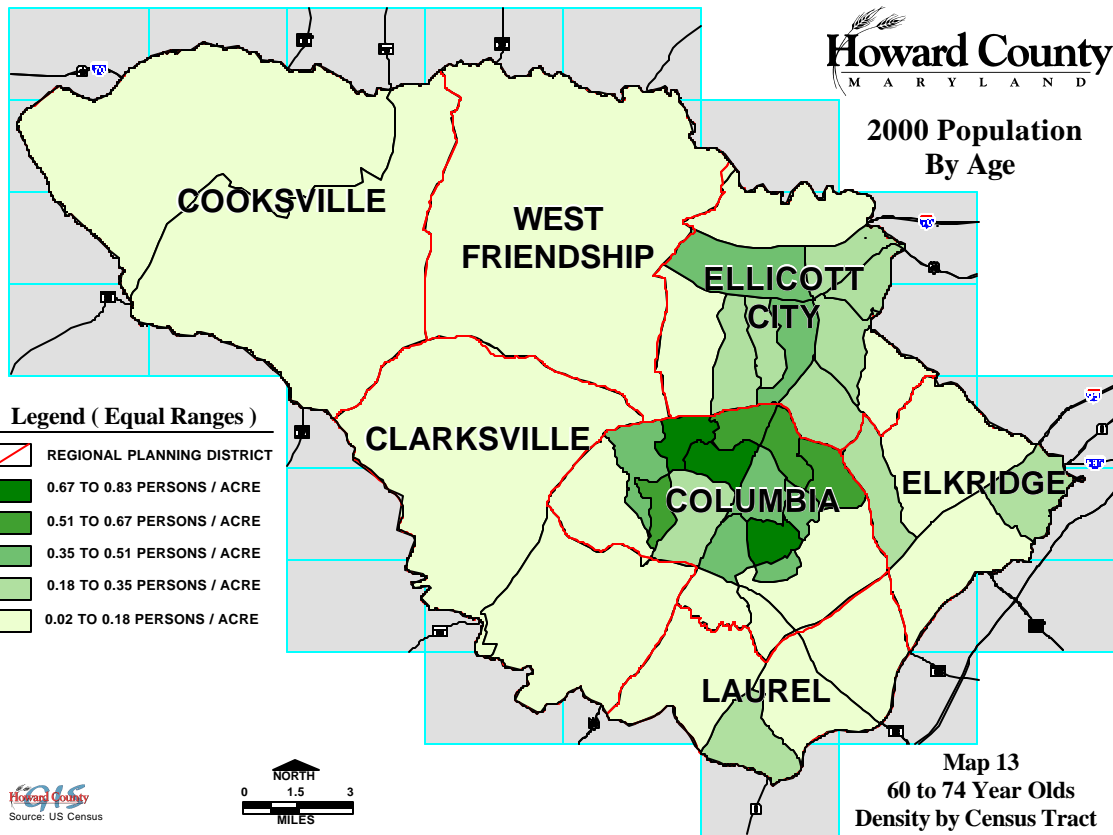 Howard County
MARYLAND
2000 Population
By Age
COOKSVILLE
WEST
FRIENDSHIP
ELLICOTT
CITY
Legend ( Equal Ranges )
REGIONAL PLANNING DISTRICT
0.67 TO 0.83 PERSONS / ACRE
0.51 TO 0.67 PERSONS / ACRE
0.35 TO 0.51 PERSONS / ACRE
0.18 TO 0.35 PERSONS / ACRE
0.02 TO 0.18 PERSONS / ACRE
CLARKSVILLE
COLUMBIA
ELKRIDGE
LAUREL
Howard County
GIS
Source: US Census
NORTH
0 1.5 3
MILES
Map 13
60 to 74 Year Olds
Density by Census Tract